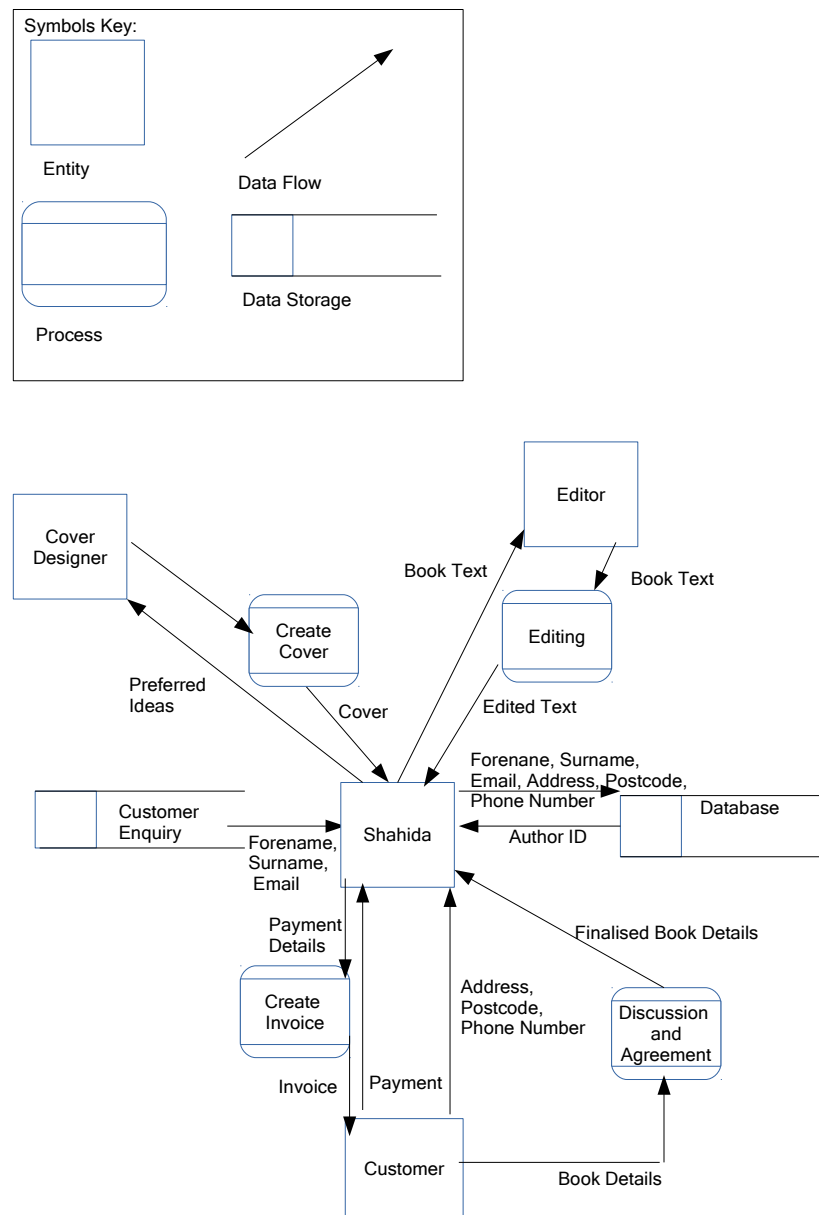 Symbols Key:
Entity
Data Flow
Process
Data Storage
Editor
Cover
Designer
Book Text
Book Text
Create
Cover
Editing
Preferred
Ideas
Cover
Edited Text
Forenane, Surname,
Email, Address, Postcode,
Phone Number
Customer
Enquiry
Forename,
Surname,
Email
Shahida
Database
Author ID
Payment
Details
Finalised Book Details
Create
Invoice
Address,
Postcode,
Phone Number
Discussion
and
Agreement
Invoice
Payment
Customer
Book Details